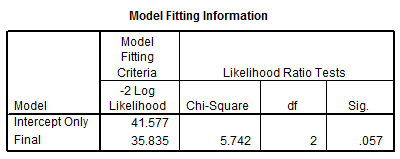 Model Fitting Information
Model
Fitting
Criteria
Likelihood Ratio Tests
Model
-2 Log
Likelihood
Chi-Square
df
Sig.
Intercept Only
41.577
Final
35.835
5.742
2
.057